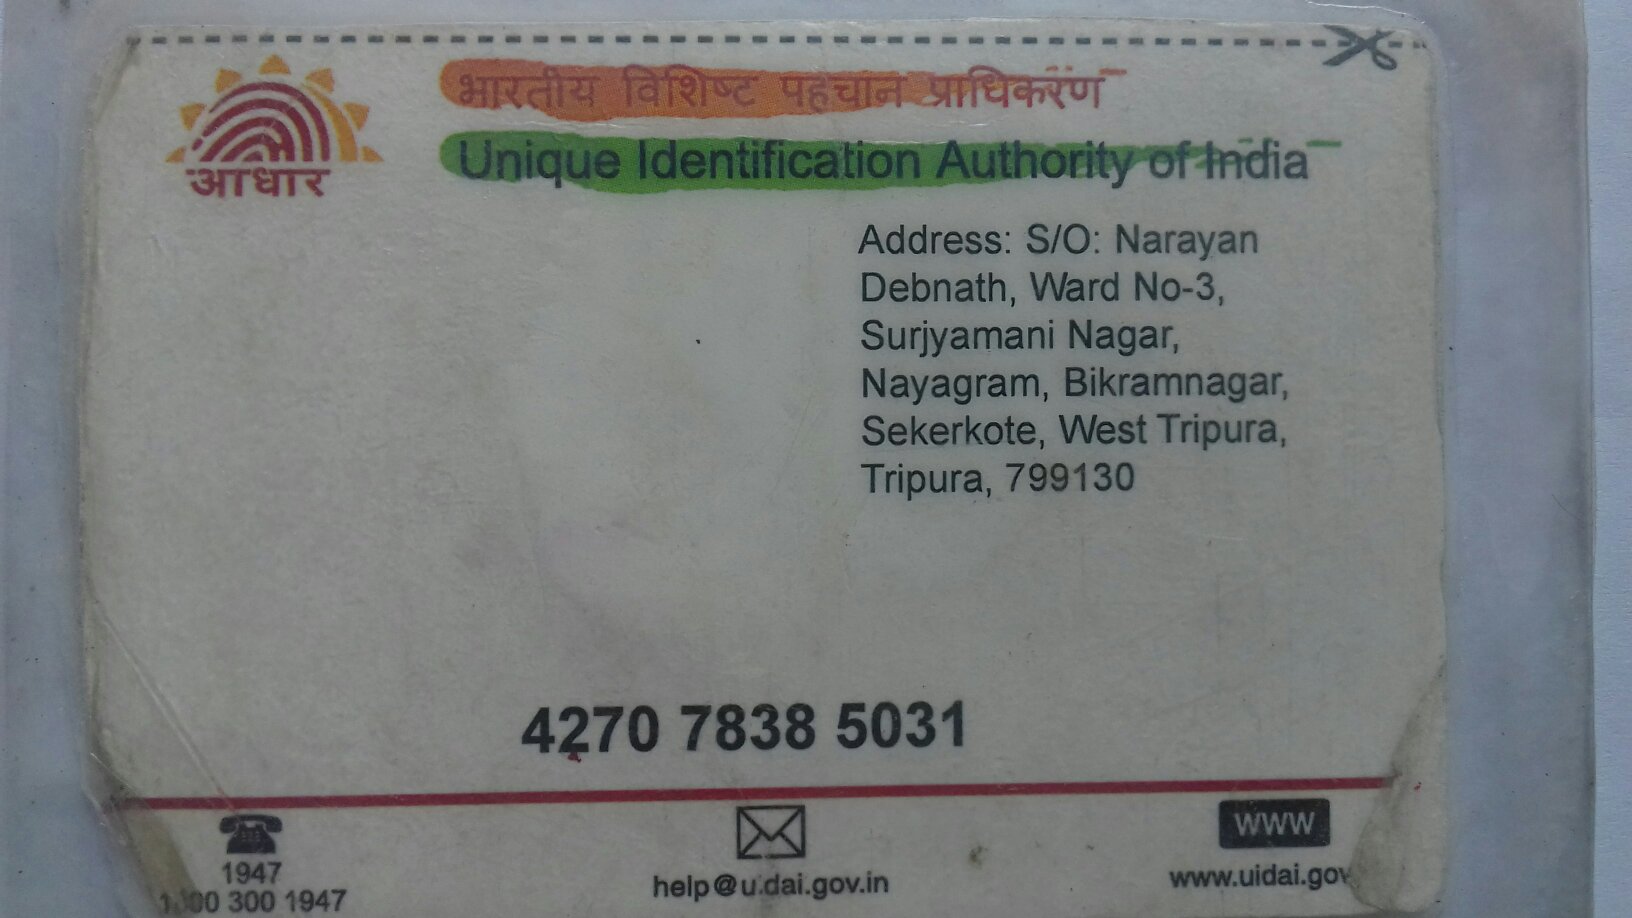 आधार
भारतीय विशिष्ट पहचान प्राधिकरण
Unique Identification Authority of India
Address: S/O: Narayan
Debnath, Ward No-3,
Surjyamani Nagar,
Nayagram, Bikramnagar,
Sekerkote, West Tripura,
Tripura, 799130
4270 7838 5031
1947
300 1947
help@uidai.gov.in
WWW
www.uidai.gov